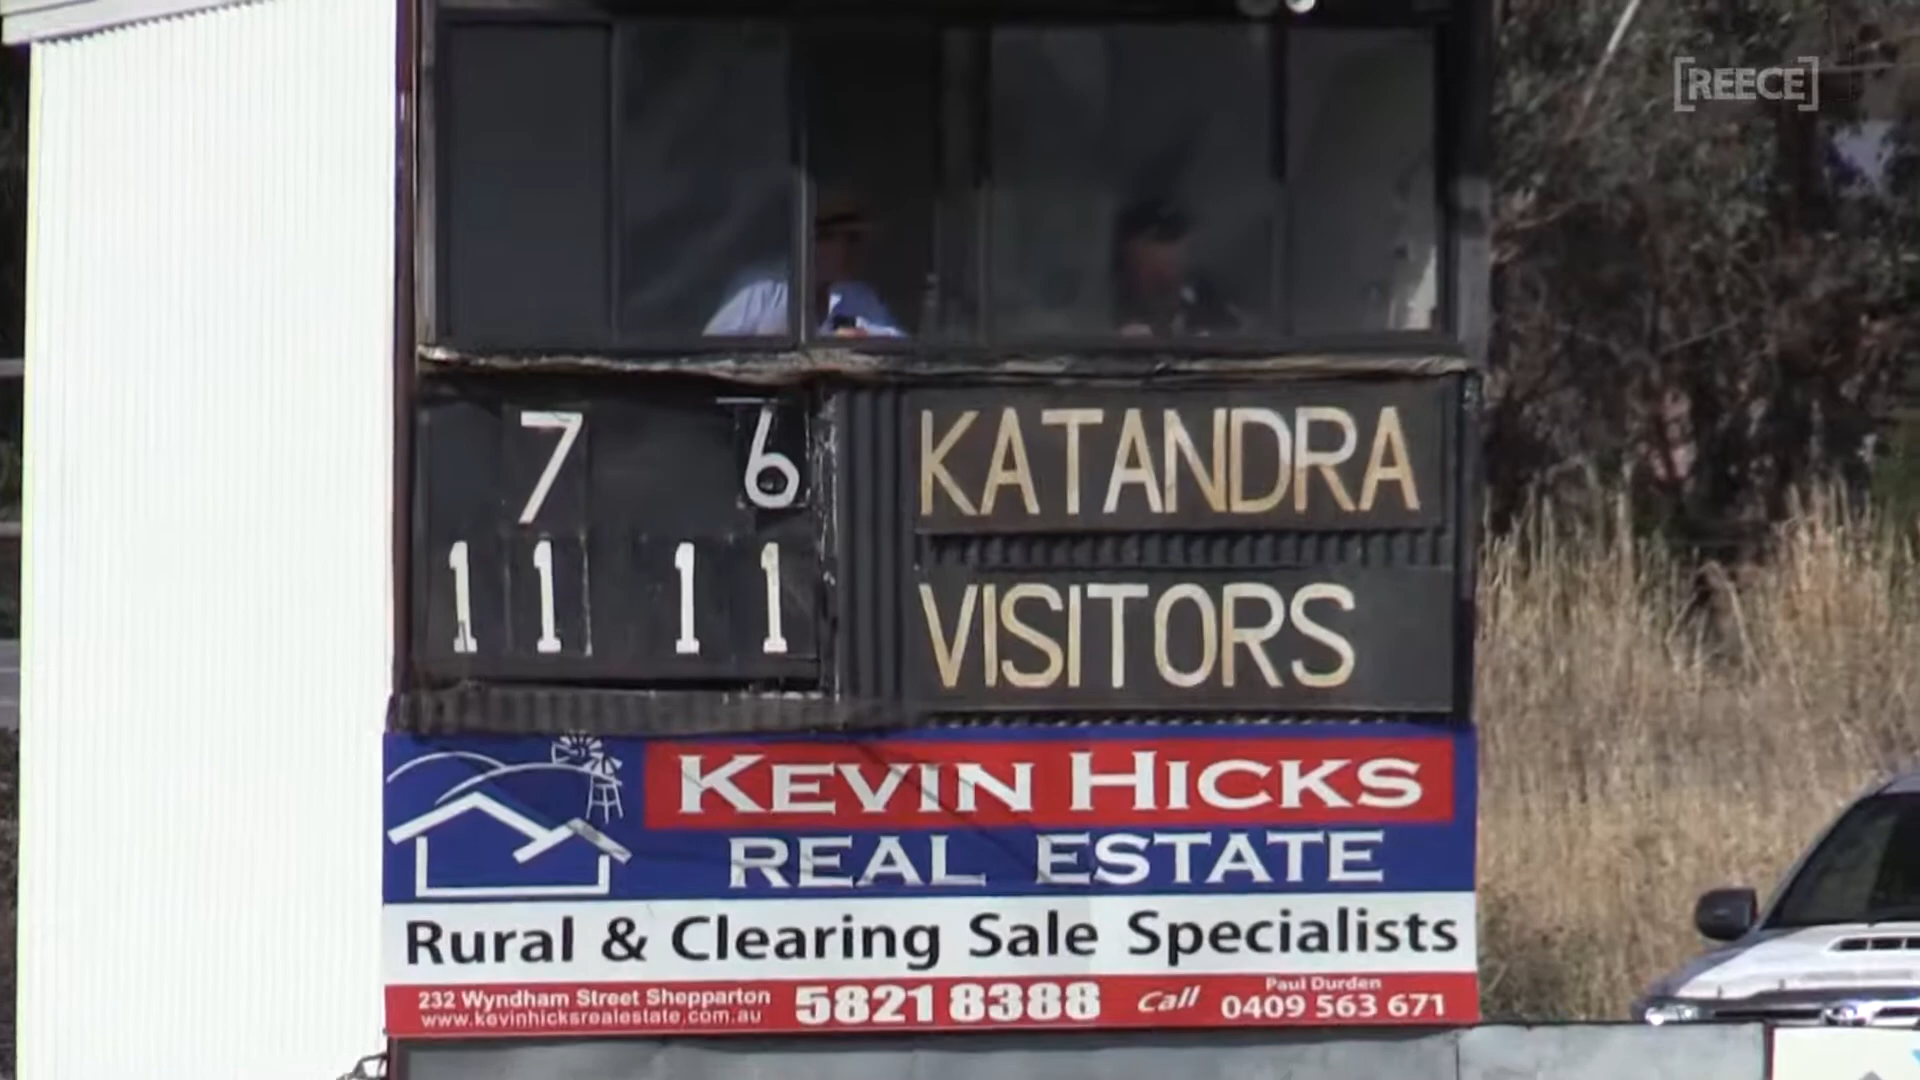 [REECE]
7 6 KATANDRA
11 11 VISITORS
KEVIN HICKS
REAL ESTATE
Rural & Clearing Sale Specialists
232 Wyndham Street Shepparton
www.kevinhicksrealestate.com.au
5821 8388
Call
Paul Durden
0409 563 671